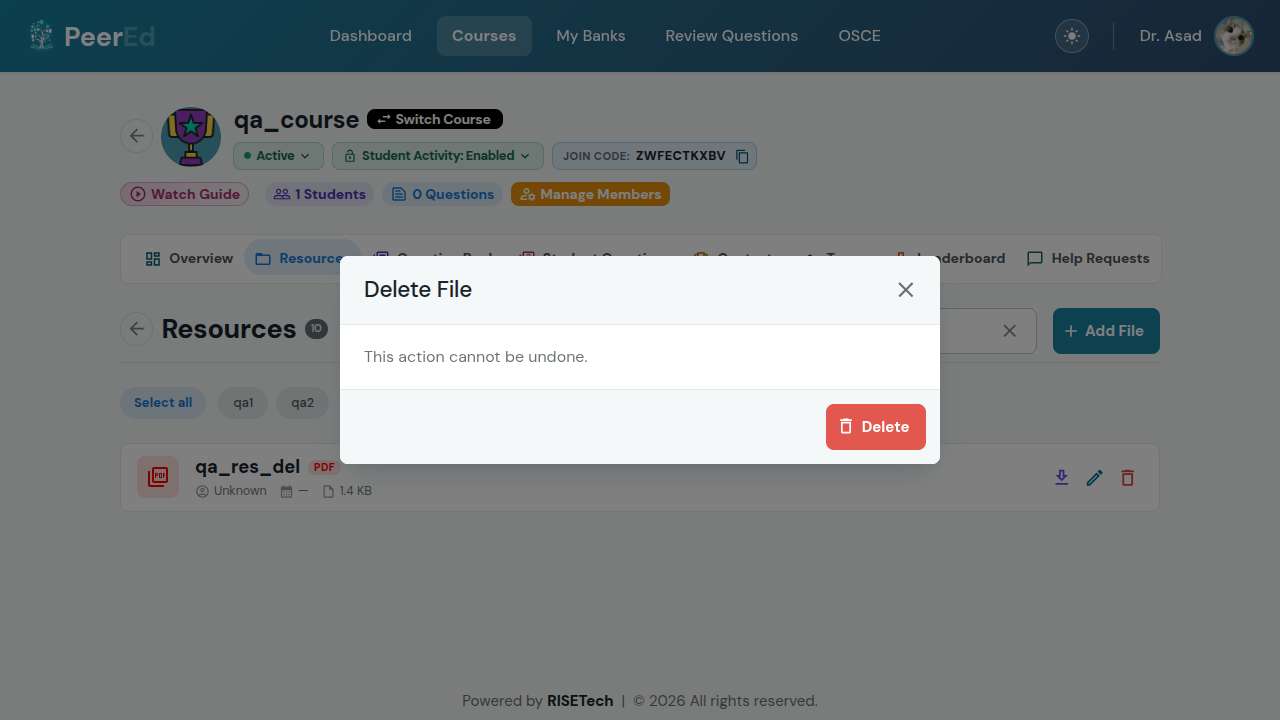 PeerEd
Dashboard
Courses
My Banks
Review Questions
OSCE
Dr. Asad
qa_course
Switch Course
Active
Student Activity: Enabled
JOIN CODE: ZWFECTKXBV
Watch Guide
1 Students
0 Questions
Manage Members
Overview
Help Requests
Delete File
Resources 10
Add File
This action cannot be undone.
Select all
qa1
qa2
Delete
qa_res_del PDF
Unknown
—
1.4 KB
Powered by RISETech | © 2026 All rights reserved.